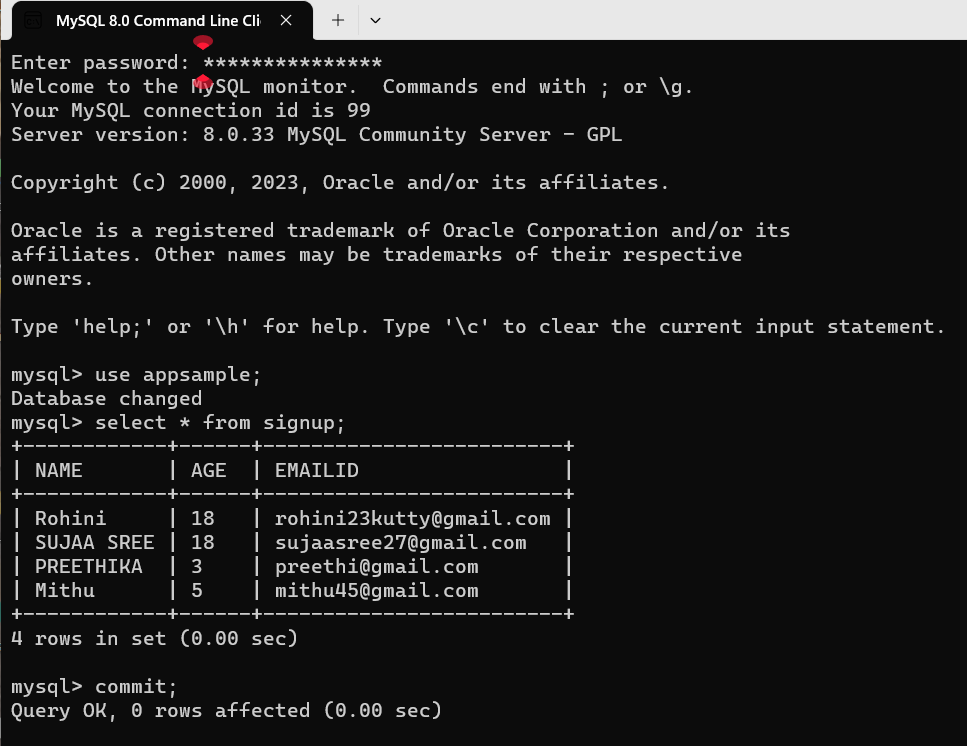 MySQL 8.0 Command Line Cli
Enter password: ***************
Welcome to the MySQL monitor.  Commands end with ; or \g.
Your MySQL connection id is 99
Server version: 8.0.33 MySQL Community Server - GPL
Copyright (c) 2000, 2023, Oracle and/or its affiliates.
Oracle is a registered trademark of Oracle Corporation and/or its
affiliates. Other names may be trademarks of their respective
owners.
Type 'help;' or '\h' for help. Type '\c' to clear the current input statement.
mysql> use appsample;
Database changed
mysql> select * from signup;
+------------+------+-------------------------+
| NAME       | AGE  | EMAILID                 |
+------------+------+-------------------------+
| Rohini     | 18   | rohini23kutty@gmail.com |
| SUJAA SREE | 18   | sujaasree27@gmail.com   |
| PREETHIKA  | 3    | preethi@gmail.com       |
| Mithu      | 5    | mithu45@gmail.com       |
+------------+------+-------------------------+
4 rows in set (0.00 sec)
mysql> commit;
Query OK, 0 rows affected (0.00 sec)